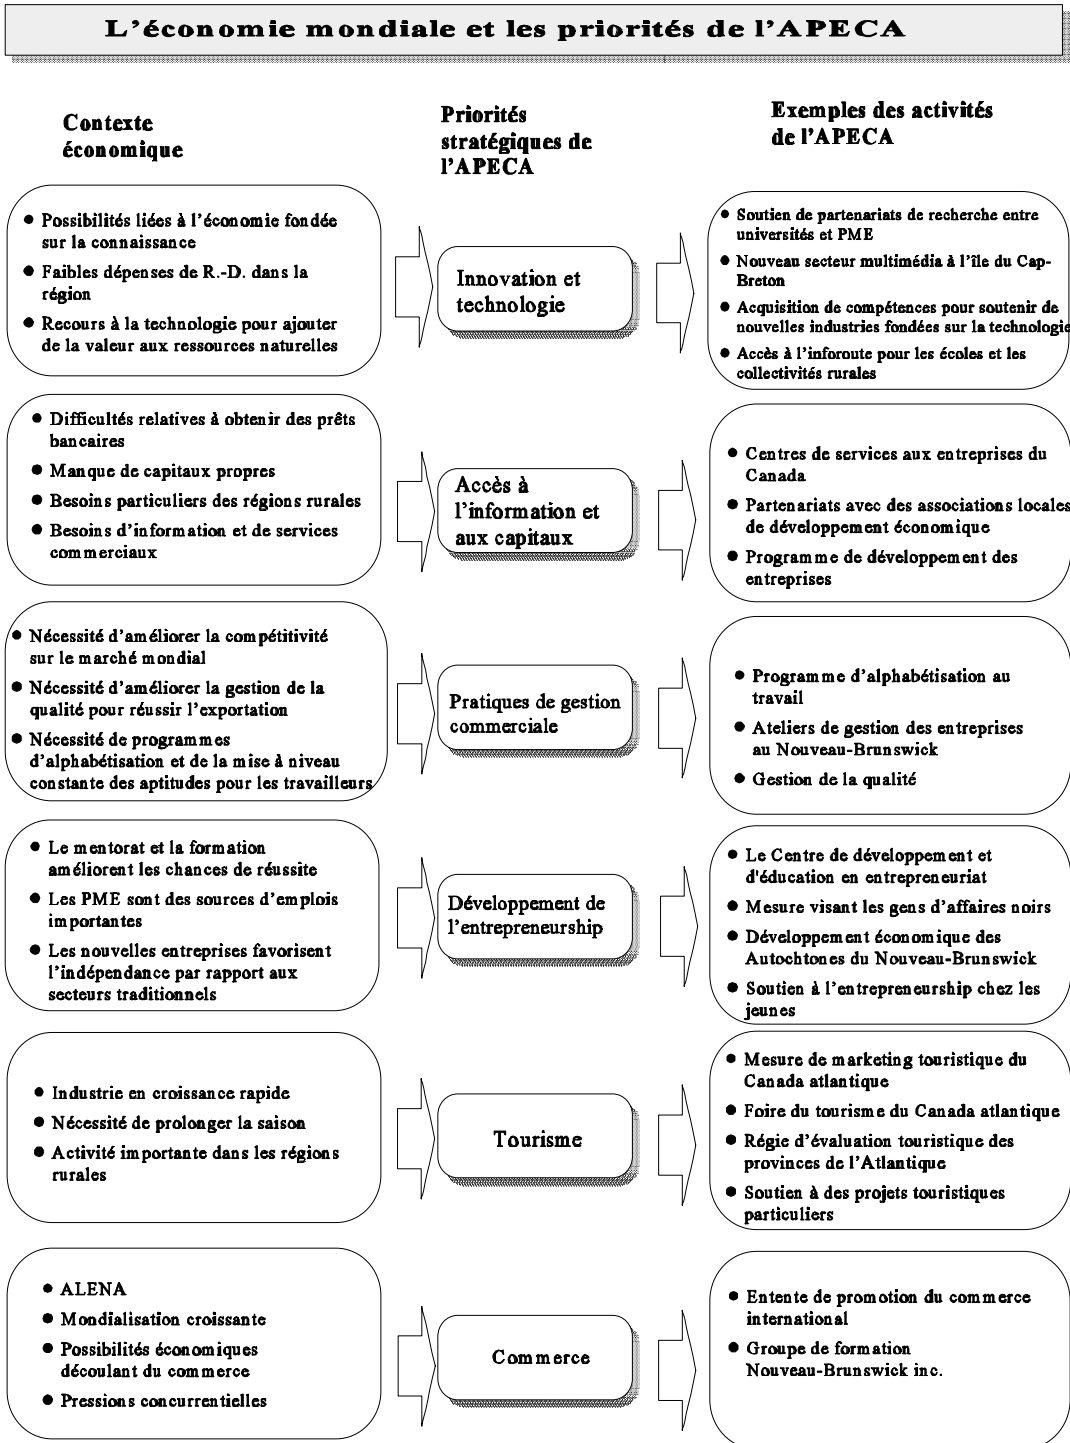 L'économie mondiale et les priorités de l'APECA
Contexte
économique
Priorités
stratégiques de
l'APECA
Exemples des activités
de l'APECA
● Possibilités liées à l'économie fondée
sur la connaissance
● Faibles dépenses de R.-D. dans la
région
● Recours à la technologie pour ajouter
de la valeur aux ressources naturelles
Innovation et
technologie
● Soutien de partenariats de recherche entre
universités et PME
● Nouveau secteur multimédia à l'île du Cap-
Breton
● Acquisition de compétences pour soutenir de
nouvelles industries fondées sur la technologie
● Accès à l'inforoute pour les écoles et les
collectivités rurales
● Difficultés relatives à obtenir des prêts
bancaires
● Manque de capitaux propres
● Besoins particuliers des régions rurales
● Besoins d'information et de services
commerciaux
Accès à
l'information et
aux capitaux
● Centres de services aux entreprises du
Canada
● Partenariats avec des associations locales
de développement économique
● Programme de développement des
entreprises
● Nécessité d'améliorer la compétitivité
sur le marché mondial
● Nécessité d'améliorer la gestion de la
qualité pour réussir l'exportation
● Nécessité de programmes
d'alphabétisation et de la mise à niveau
constante des aptitudes pour les travailleurs
Pratiques de gestion
commerciale
● Programme d'alphabétisation au
travail
● Ateliers de gestion des entreprises
au Nouveau-Brunswick
● Gestion de la qualité
● Le mentorat et la formation
améliorent les chances de réussite
● Les PME sont des sources d'emplois
importantes
● Les nouvelles entreprises favorisent
l'indépendance par rapport aux
secteurs traditionnels
Développement de
l'entrepreneurship
● Le Centre de développement et
d'éducation en entrepreneuriat
● Mesure visant les gens d'affaires noirs
● Développement économique des
Autochtones du Nouveau-Brunswick
● Soutien à l'entrepreneurship chez les
jeunes
● Industrie en croissance rapide
● Nécessité de prolonger la saison
● Activité importante dans les régions
rurales
Tourisme
● Mesure de marketing touristique du
Canada atlantique
● Foire du tourisme du Canada atlantique
● Régie d'évaluation touristique des
provinces de l'Atlantique
● Soutien à des projets touristiques
particuliers
● ALENA
● Mondialisation croissante
● Possibilités économiques
découlant du commerce
● Pressions concurrentielles
Commerce
● Entente de promotion du commerce
international
● Groupe de formation
Nouveau-Brunswick inc.